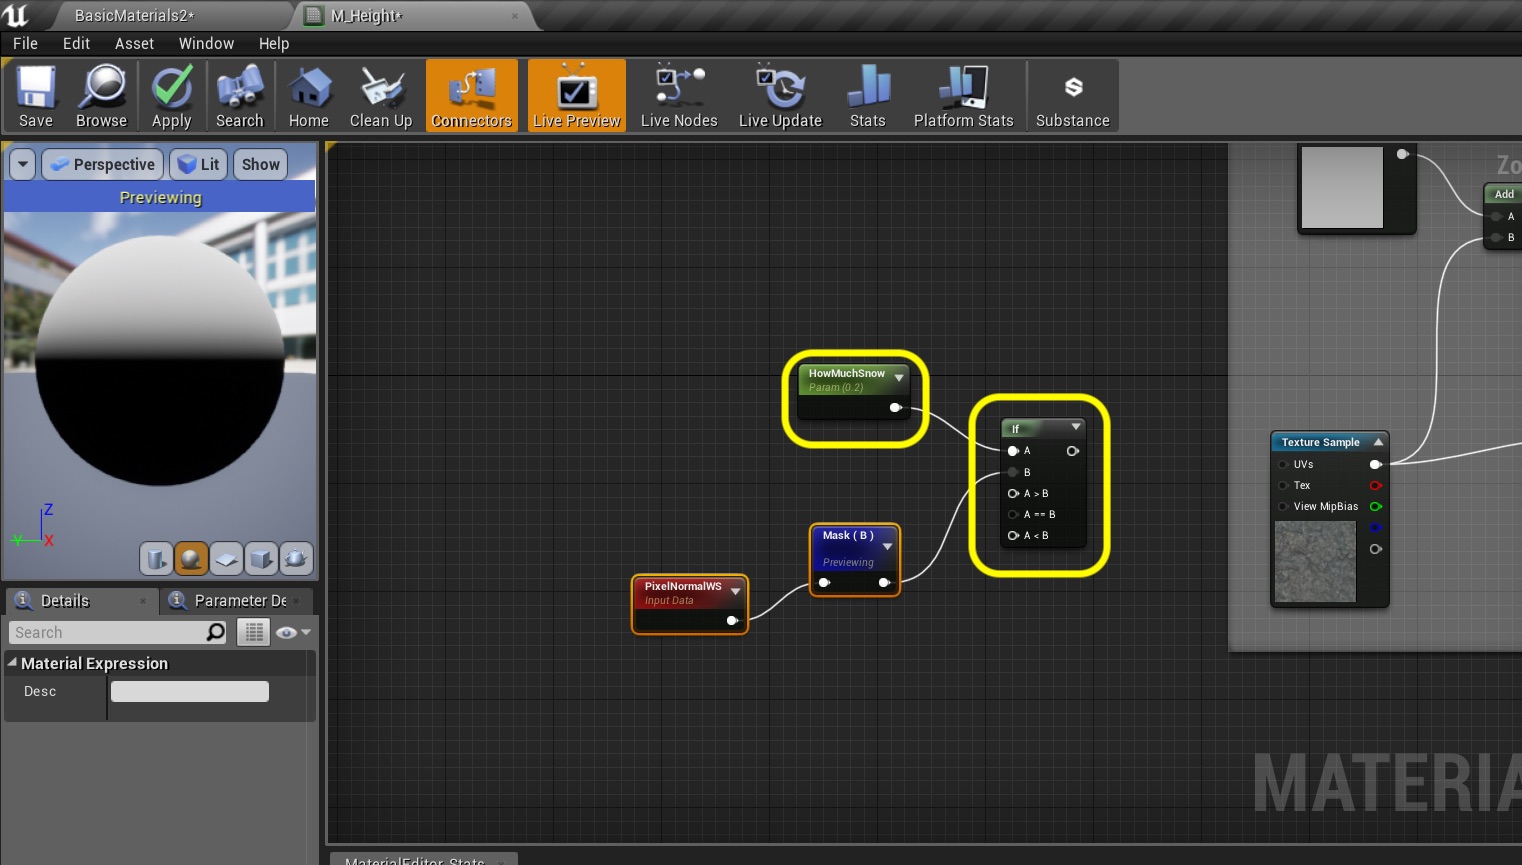 BasicMaterials2*
M_Height*
File Edit Asset Window Help
Save Browse Apply Search Home Clean Up Connectors Live Preview Live Nodes Live Update Stats Platform Stats Substance
Perspective Lit Show
Previewing
Z
Y X
Details
Parameter De
Search
Material Expression
Desc
HowMuchSnow
Param (0.2)
If
A
B
A > B
A == B
A < B
Mask ( B )
Previewing
PixelNormalWS
Input Data
Zo
Add
A
B
Texture Sample
UVs
Tex
View MipBias
MATERIA
MaterialEditor Stats